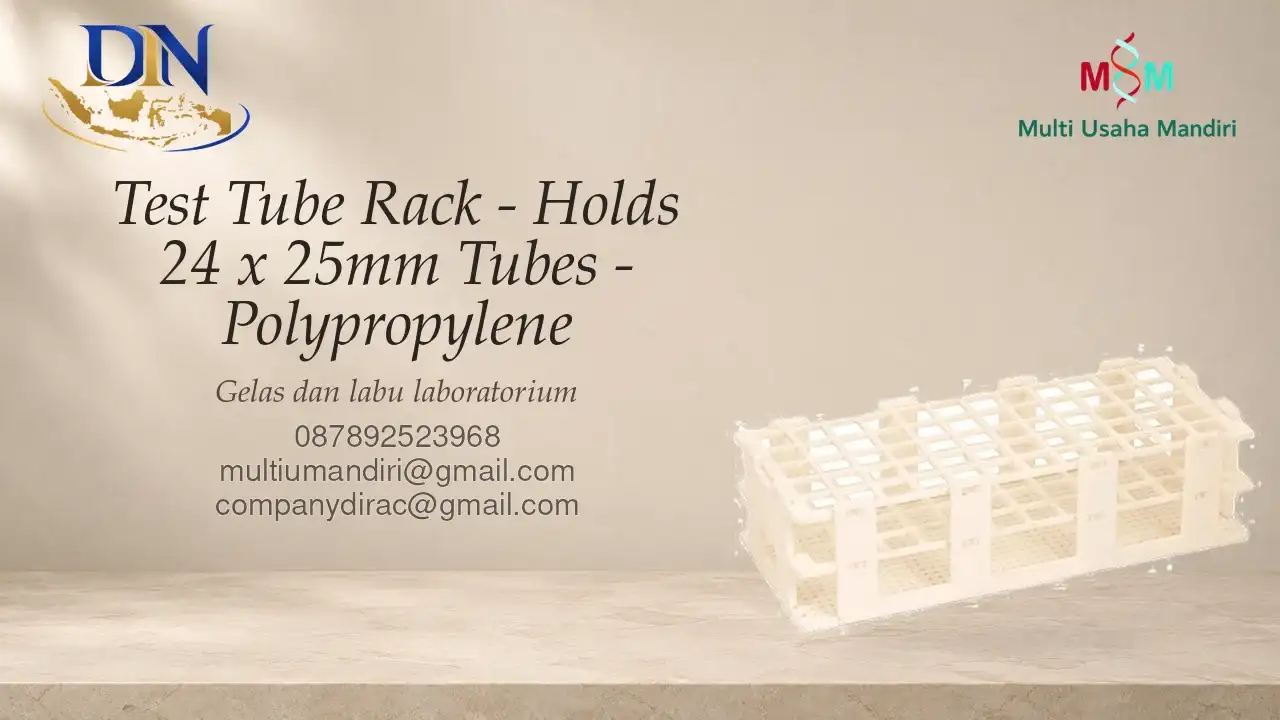 DIN
MSM
Multi Usaha Mandiri
Test Tube Rack - Holds
24 x 25mm Tubes -
Polypropylene
Gelas dan labu laboratorium
087892523968
multiumandiri@gmail.com
companydirac@gmail.com